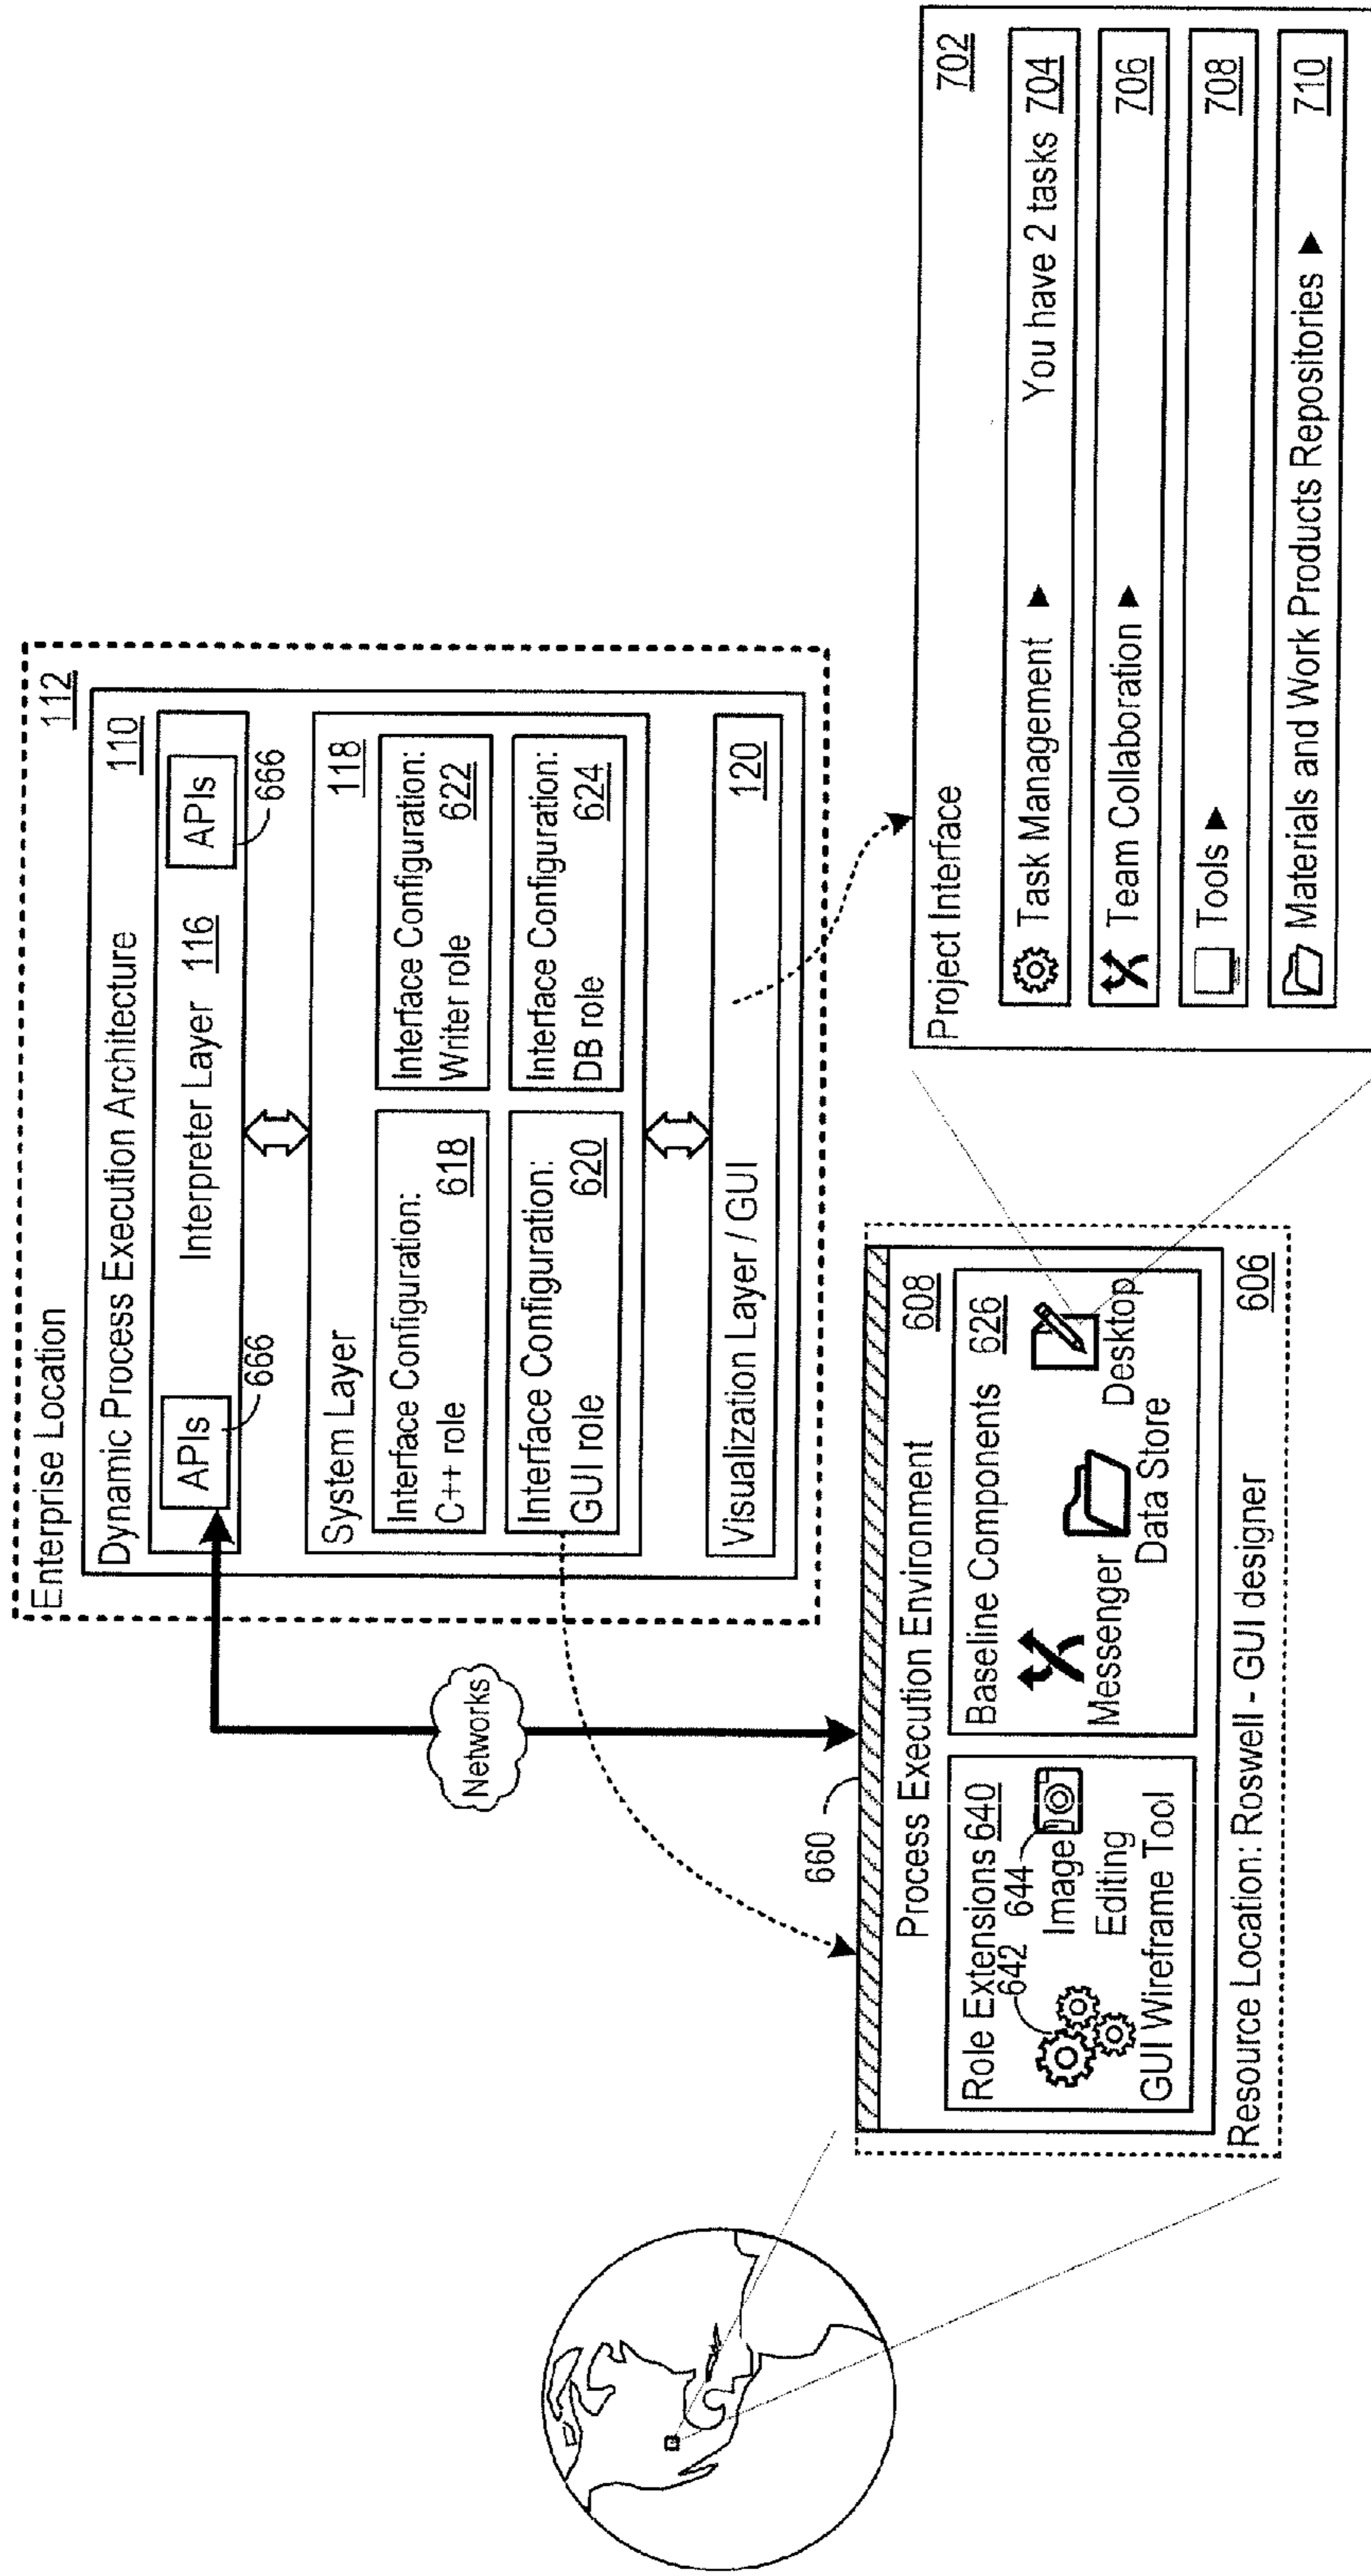 Enterprise Location
112
Dynamic Process Execution Architecture
110
APIs
Interpreter Layer 116
APIs
666
666
System Layer
118
Interface Configuration:
C++ role
618
Interface Configuration:
Writer role
622
Interface Configuration:
GUI role
620
Interface Configuration:
DB role
624
Visualization Layer / GUI
120
Networks
660
Process Execution Environment
608
Role Extensions 640
642
644
Image
Editing
GUI Wireframe Tool
Baseline Components
626
Messenger
Data Store
Desktop
606
Resource Location: Roswell - GUI designer
Project Interface
702
Task Management
You have 2 tasks 704
Team Collaboration
706
Tools
708
Materials and Work Products Repositories
710